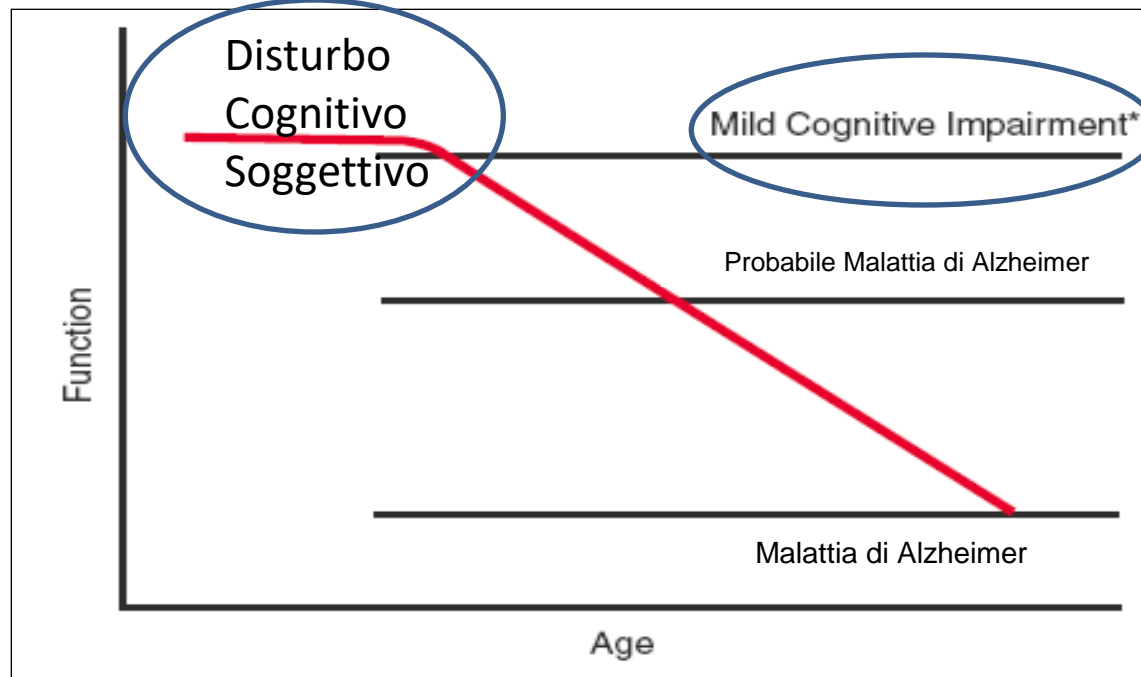 Disturbo
Cognitivo
Soggettivo
Mild Cognitive Impairment*
Probabile Malattia di Alzheimer
Function
Malattia di Alzheimer
Age